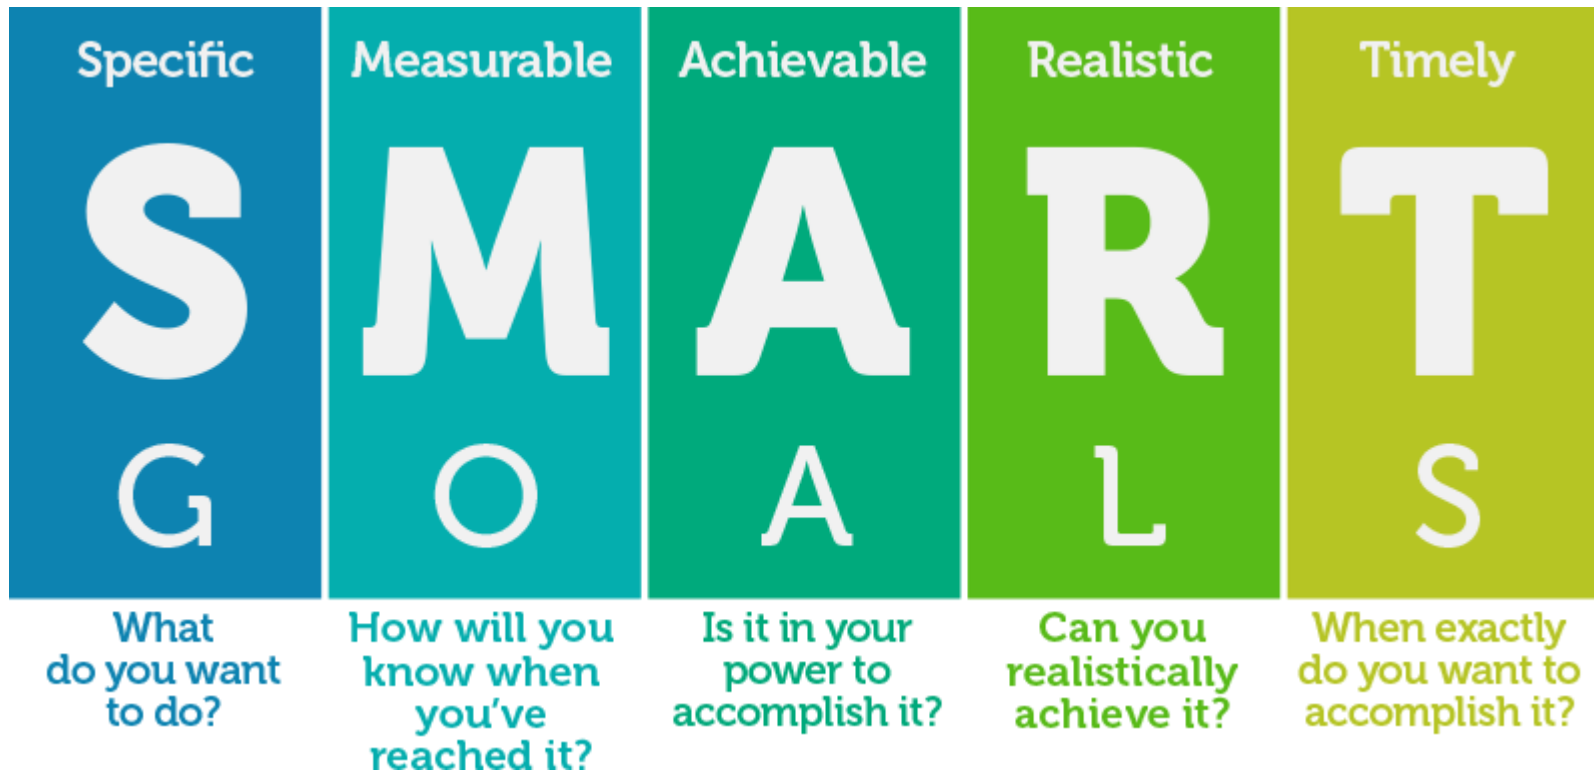 Specific
Measurable
Achievable
Realistic
Timely
S
M
A
R
T
G
O
A
L
S
What
do you want
to do?
How will you
know when
you've
reached it?
Is it in your
power to
accomplish it?
Can you
realistically
achieve it?
When exactly
do you want to
accomplish it?